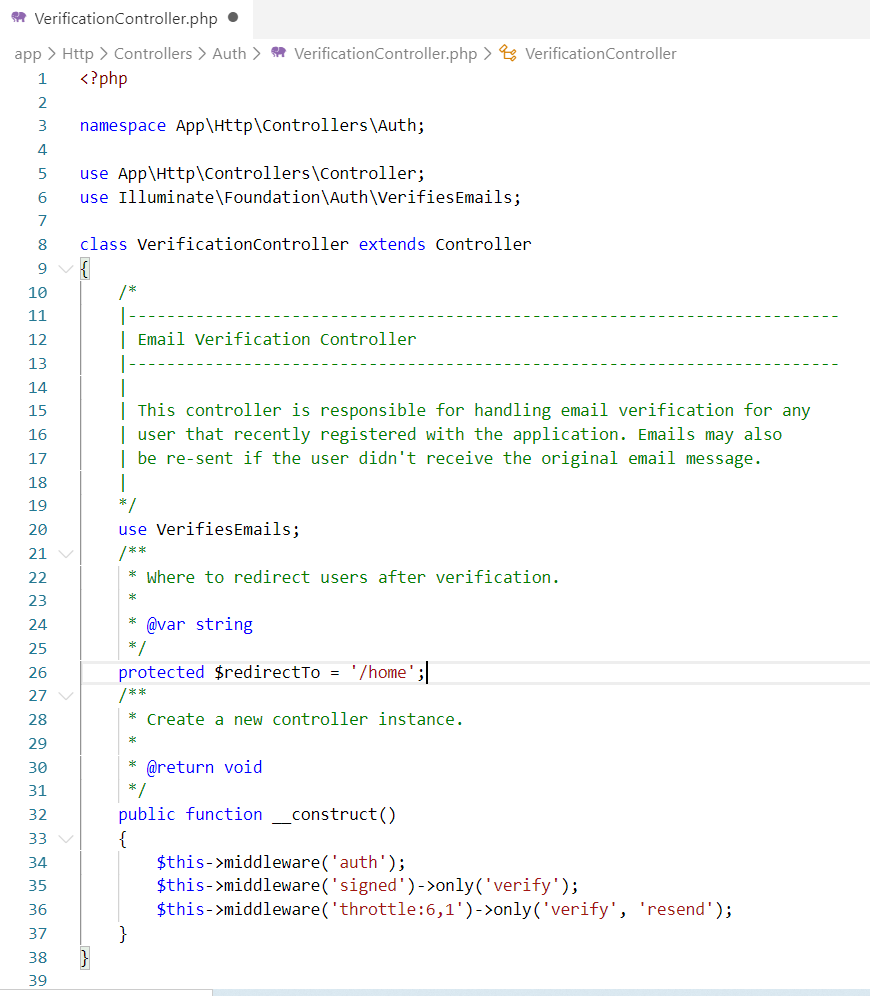 VerificationController.php
app > Http > Controllers > Auth > VerificationController.php > VerificationController
1 <?php
2
3 namespace App\Http\Controllers\Auth;
4
5 use App\Http\Controllers\Controller;
6 use Illuminate\Foundation\Auth\VerifiesEmails;
7
8 class VerificationController extends Controller
9 {
10     /*
11     |--------------------------------------------------------------------------
12     | Email Verification Controller
13     |--------------------------------------------------------------------------
14     |
15     | This controller is responsible for handling email verification for any
16     | user that recently registered with the application. Emails may also
17     | be re-sent if the user didn't receive the original email message.
18     |
19     */
20     use VerifiesEmails;
21     /**
22      * Where to redirect users after verification.
23      *
24      * @var string
25      */
26     protected $redirectTo = '/home';
27     /**
28      * Create a new controller instance.
29      *
30      * @return void
31      */
32     public function __construct()
33     {
34         $this->middleware('auth');
35         $this->middleware('signed')->only('verify');
36         $this->middleware('throttle:6,1')->only('verify', 'resend');
37     }
38 }
39